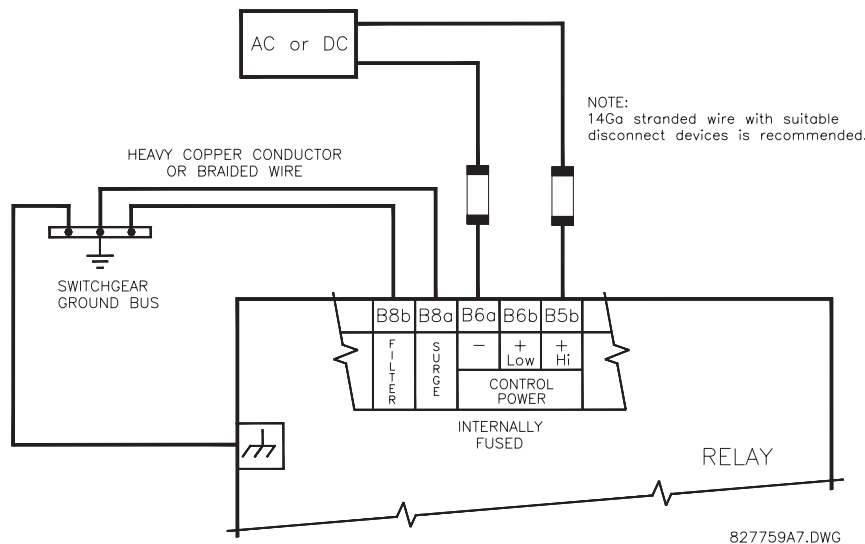 AC or DC
NOTE:
14Ga stranded wire with suitable
disconnect devices is recommended.
HEAVY COPPER CONDUCTOR
OR BRAIDED WIRE
SWITCHGEAR
GROUND BUS
B8b B8a B6a B6b B5b
FILTER
SURGE
−
+
Low
+
Hi
CONTROL
POWER
INTERNALLY
FUSED
RELAY
827759A7.DWG